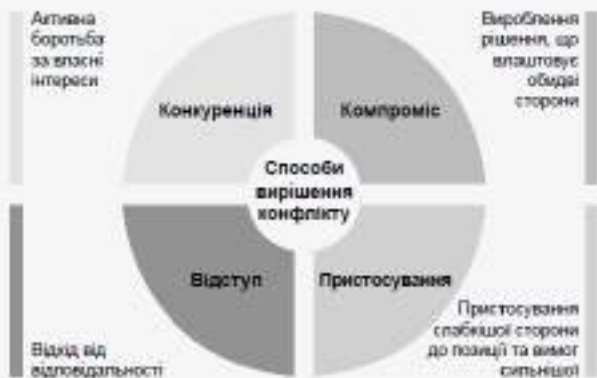 Активна
боротьба
за власні
інтереси
Конкуренція
Компроміс
Вироблення
рішення, що
влаштовує
обидві
сторони
Способи
вирішення
конфлікту
Відступ
Пристосування
Відхід від
відповідальності
Пристосування
слабкішої сторони
до позиції та вимог
сильнішої